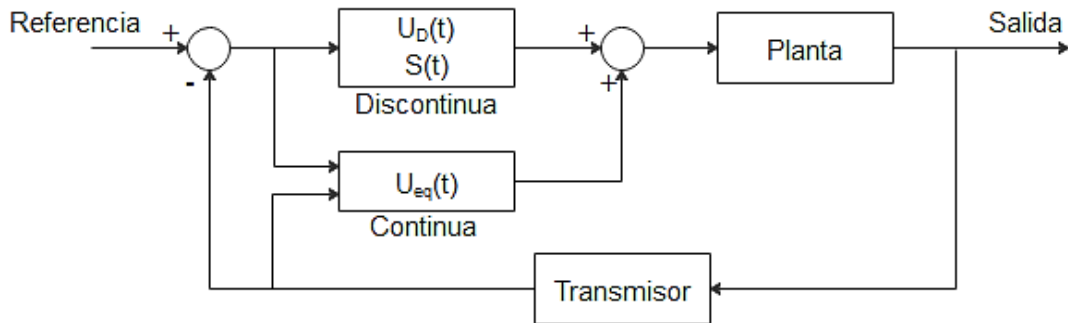 Referencia
+
-
U_D(t)
S(t)
Discontinua
+
+
Planta
Salida
U_eq(t)
Continua
Transmisor